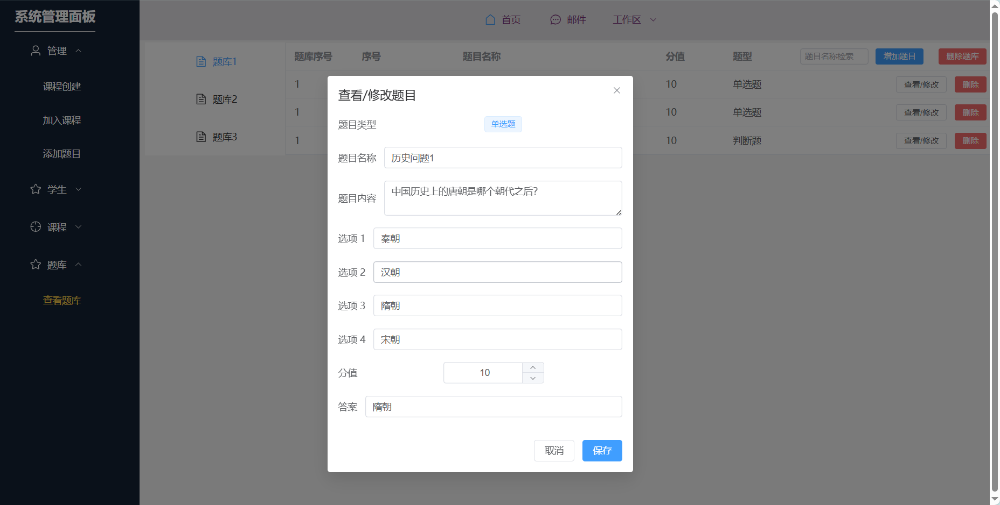 系统管理面板
管理
课程创建
加入课程
添加题目
学生
课程
题库
查看题库
首页
邮件
工作区
题库1
题库2
题库3
题库序号 序号 题目名称 分值 题型 题目名称检索 增加题目 删除题库
1 10 单选题 查看/修改 删除
1 10 单选题 查看/修改 删除
1 10 判断题 查看/修改 删除
查看/修改题目
题目类型 单选题
题目名称 历史问题1
题目内容 中国历史上的唐朝是哪个朝代之后?
选项 1 秦朝
选项 2 汉朝
选项 3 隋朝
选项 4 宋朝
分值 10
答案 隋朝
取消 保存